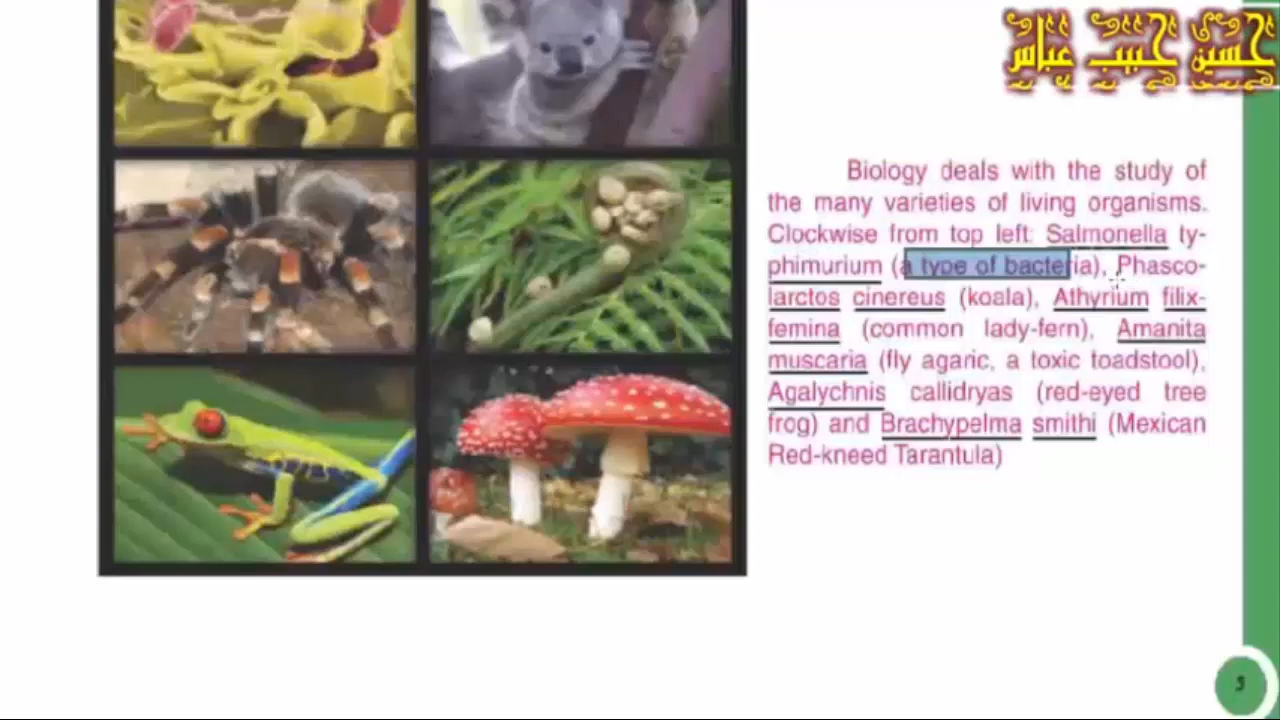 حسين حبيب عباس
Biology deals with the study of
the many varieties of living organisms.
Clockwise from top left: Salmonella ty-
phimurium (a type of bacteria), Phasco-
larctos cinereus (koala), Athyrium filix-
femina (common lady-fern), Amanita
muscaria (fly agaric, a toxic toadstool),
Agalychnis callidryas (red-eyed tree
frog) and Brachypelma smithi (Mexican
Red-kneed Tarantula)
3